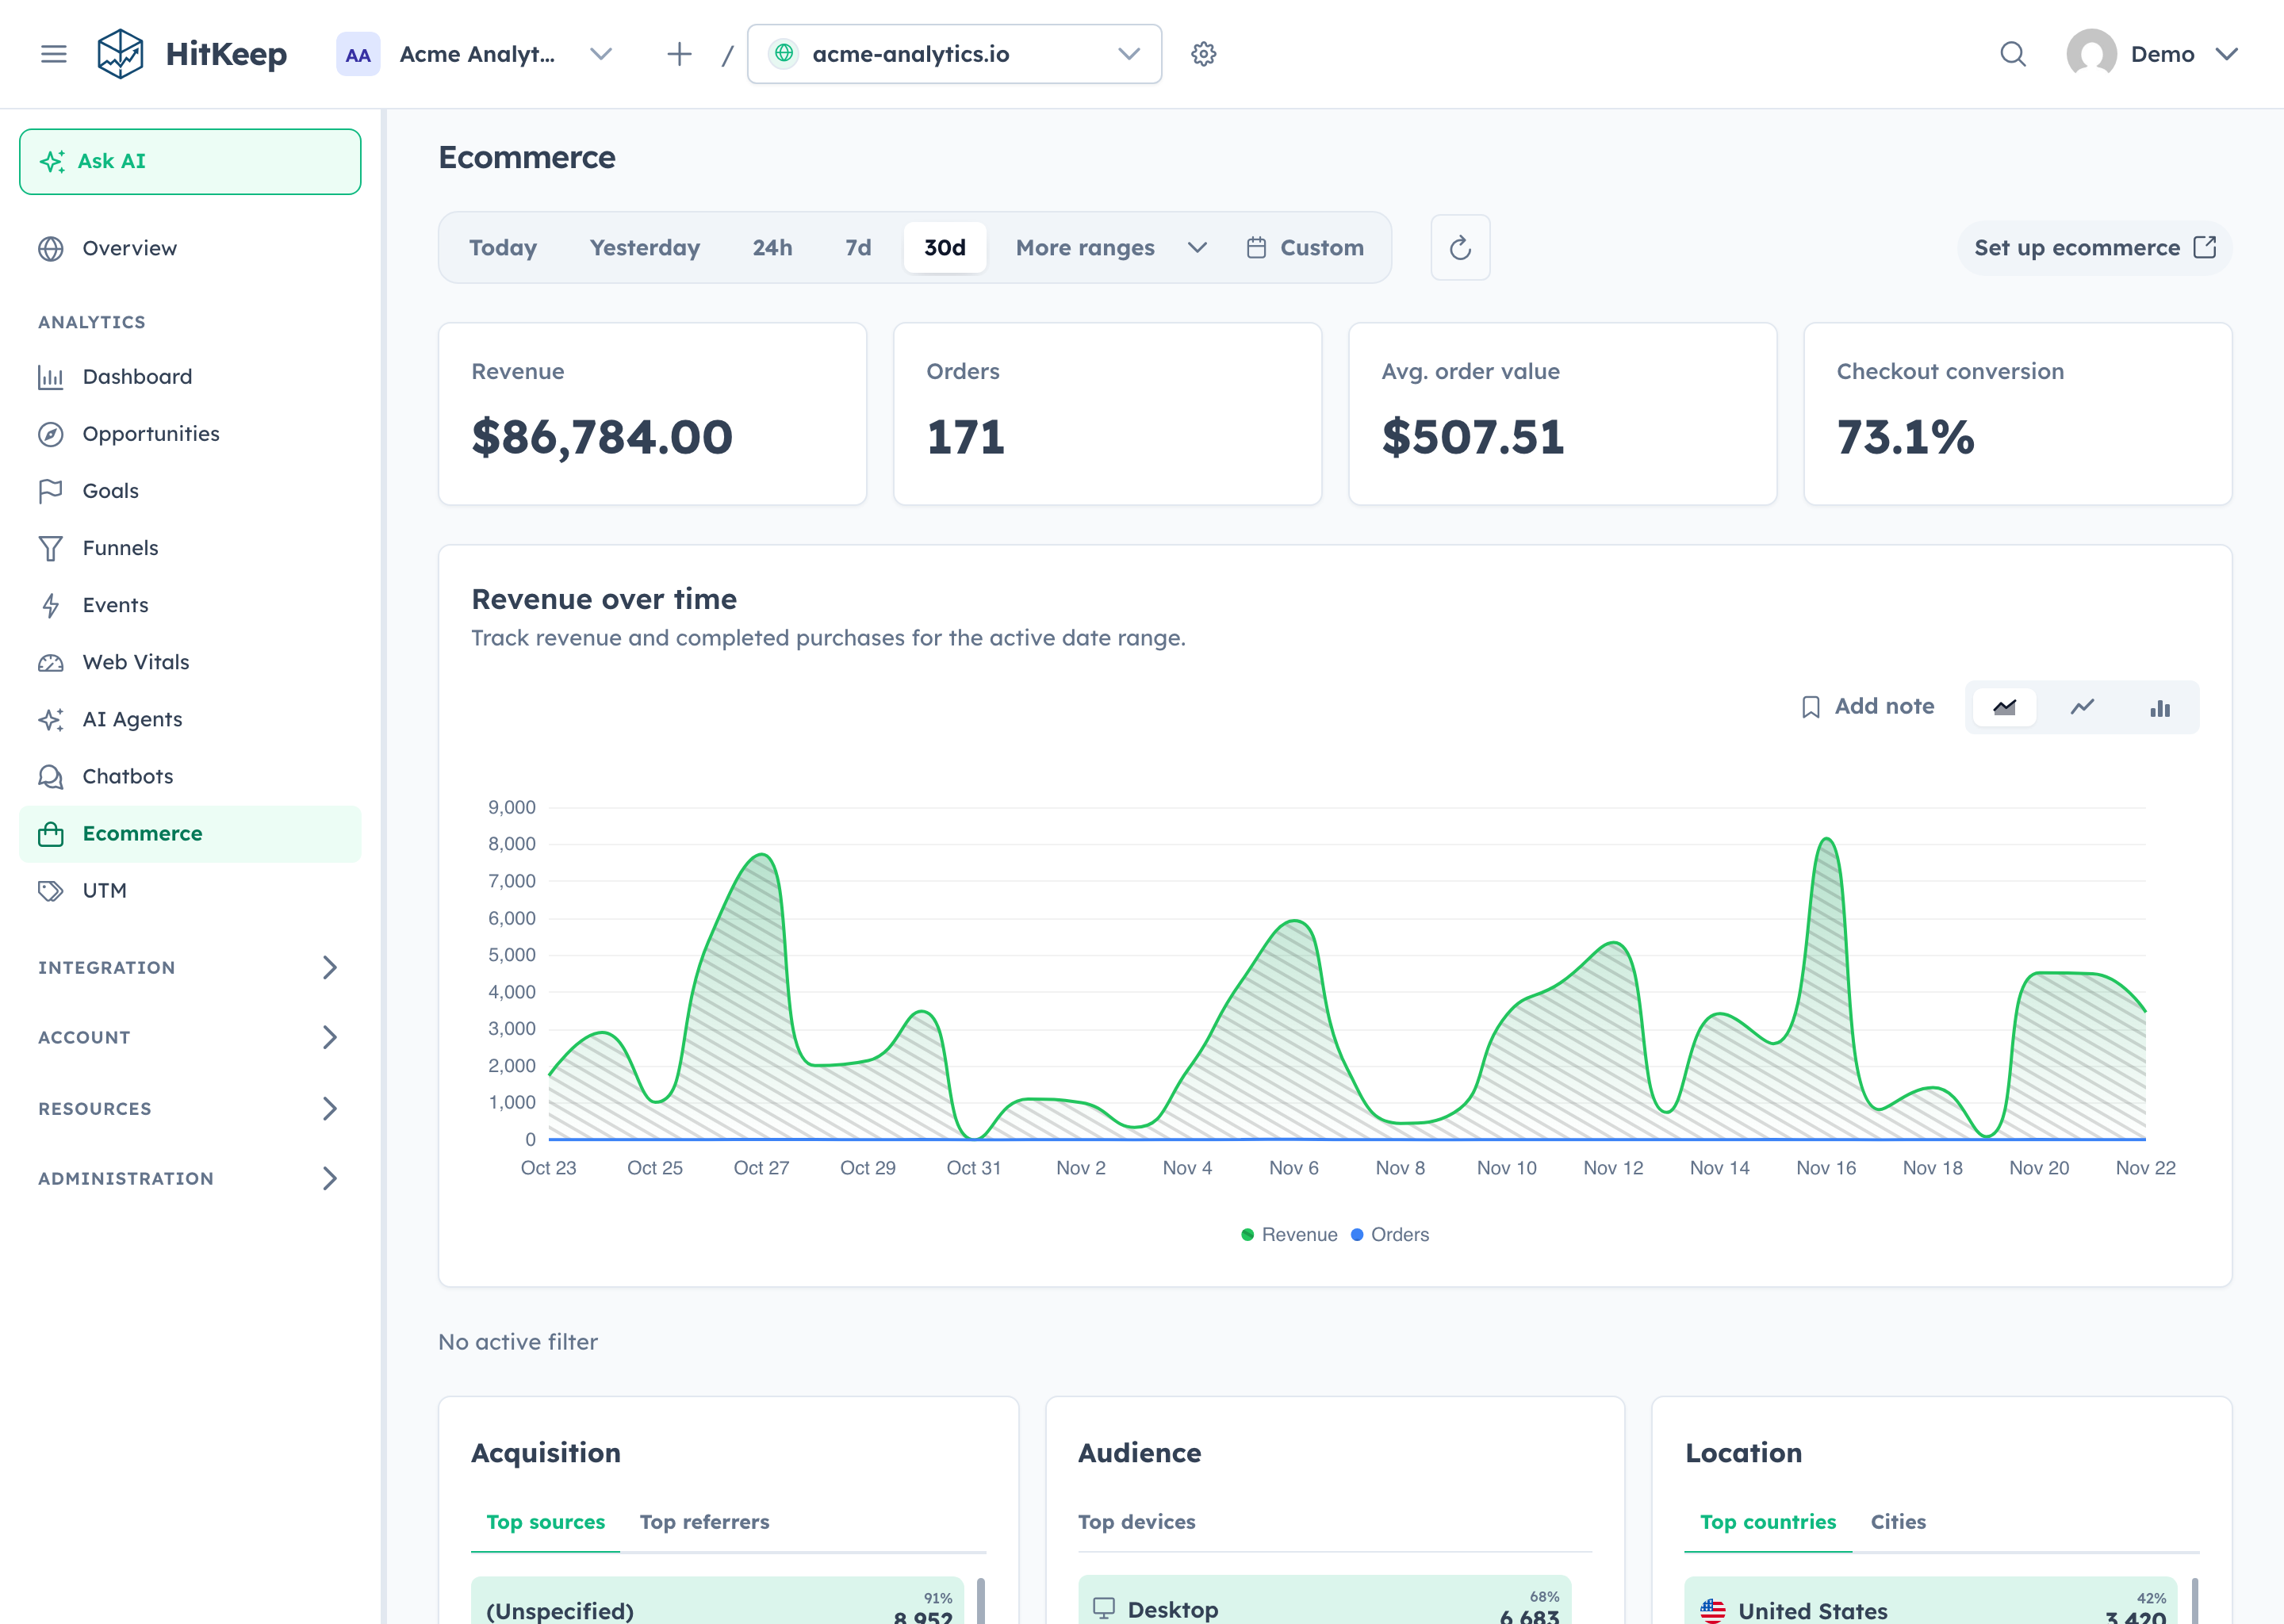 HitKeep
AA
Acme Analyt...
/
acme-analytics.io
Demo
Ask AI
Overview
ANALYTICS
Dashboard
Opportunities
Goals
Funnels
Events
Web Vitals
AI Agents
Chatbots
Ecommerce
UTM
INTEGRATION
ACCOUNT
RESOURCES
ADMINISTRATION
Ecommerce
Today
Yesterday
24h
7d
30d
More ranges
Custom
Set up ecommerce
Revenue
$86,784.00
Orders
171
Avg. order value
$507.51
Checkout conversion
73.1%
Revenue over time
Track revenue and completed purchases for the active date range.
Add note
9,000
8,000
7,000
6,000
5,000
4,000
3,000
2,000
1,000
0
Oct 23
Oct 25
Oct 27
Oct 29
Oct 31
Nov 2
Nov 4
Nov 6
Nov 8
Nov 10
Nov 12
Nov 14
Nov 16
Nov 18
Nov 20
Nov 22
Revenue
Orders
No active filter
Acquisition
Top sources
Top referrers
(Unspecified)
91%
8,952
Audience
Top devices
Desktop
68%
6,683
Location
Top countries
Cities
United States
42%
3,420